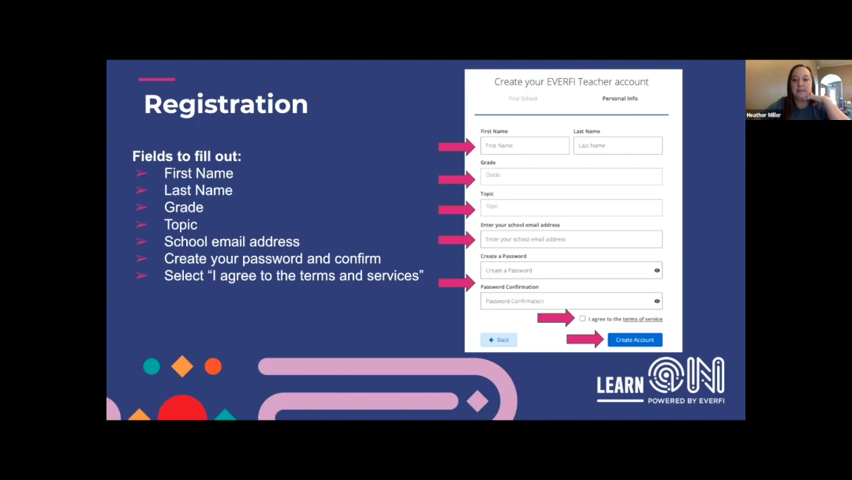 Registration
Fields to fill out:
➢ First Name
➢ Last Name
➢ Grade
➢ Topic
➢ School email address
➢ Create your password and confirm
➢ Select “I agree to the terms and services”
Create your EVERFI Teacher account
Find School
Personal Info
First Name
Last Name
First Name
Last Name
Grade
Grade
Topic
Topic
Enter your school email address
Enter your school email address
Create a Password
Create a Password
Password Confirmation
Password Confirmation
I agree to the terms of service
Back
Create Account
LEARN ON
POWERED BY EVERFI
Heather Miller